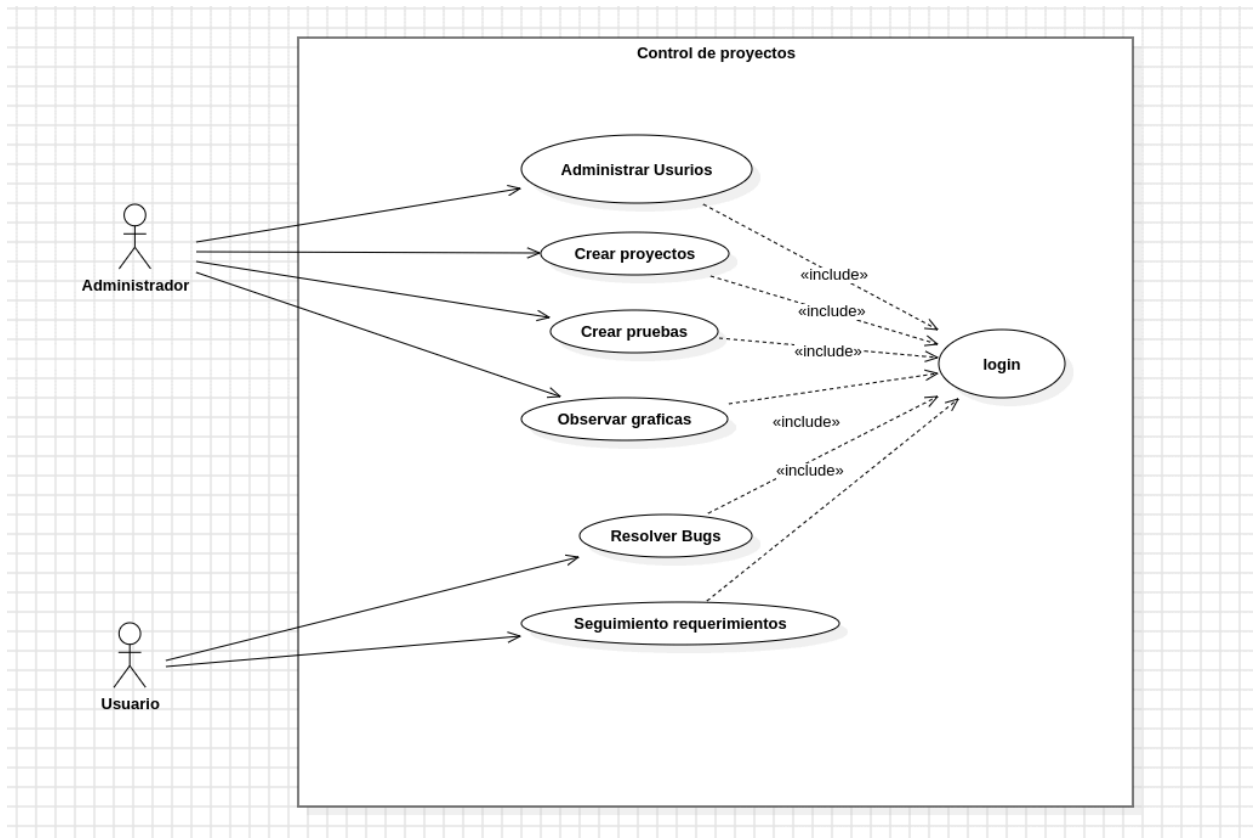 Control de proyectos
Administrar Usurios
Crear proyectos
«include»
Administrador
«include»
Crear pruebas
«include»
login
Observar graficas
«include»
«include»
Resolver Bugs
Seguimiento requerimientos
Usuario